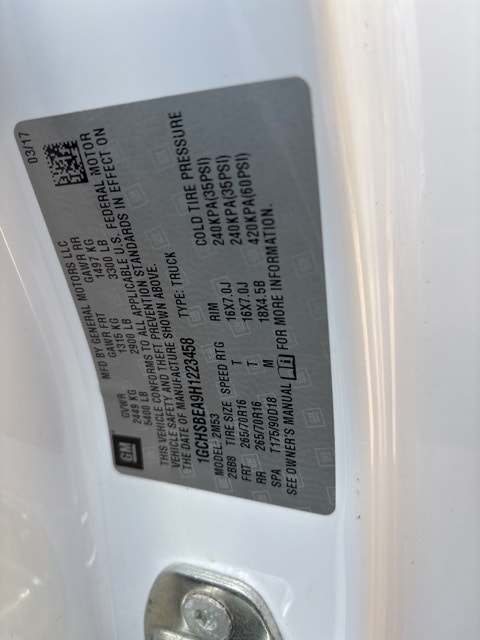 GM
MFD BY GENERAL MOTORS LLC
03/17
GVWR GAWR FRT GAWR RR
2449 KG 1315 KG 1497 KG
5400 LB 2900 LB 3300 LB
THIS VEHICLE CONFORMS TO ALL APPLICABLE U.S. FEDERAL MOTOR
VEHICLE SAFETY AND THEFT PREVENTION STANDARDS IN EFFECT ON
THE DATE OF MANUFACTURE SHOWN ABOVE.
1GCHSBEA9H1223458 TYPE: TRUCK
MODEL: 2M53
2BB8 TIRE SIZE SPEED RTG RIM COLD TIRE PRESSURE
FRT 265/70R16 T 16X7.0J 240KPA(35PSI)
RR 265/70R16 T 16X7.0J 240KPA(35PSI)
SPA T175/90D18 M 18X4.5B 420KPA(60PSI)
SEE OWNER'S MANUAL FOR MORE INFORMATION.